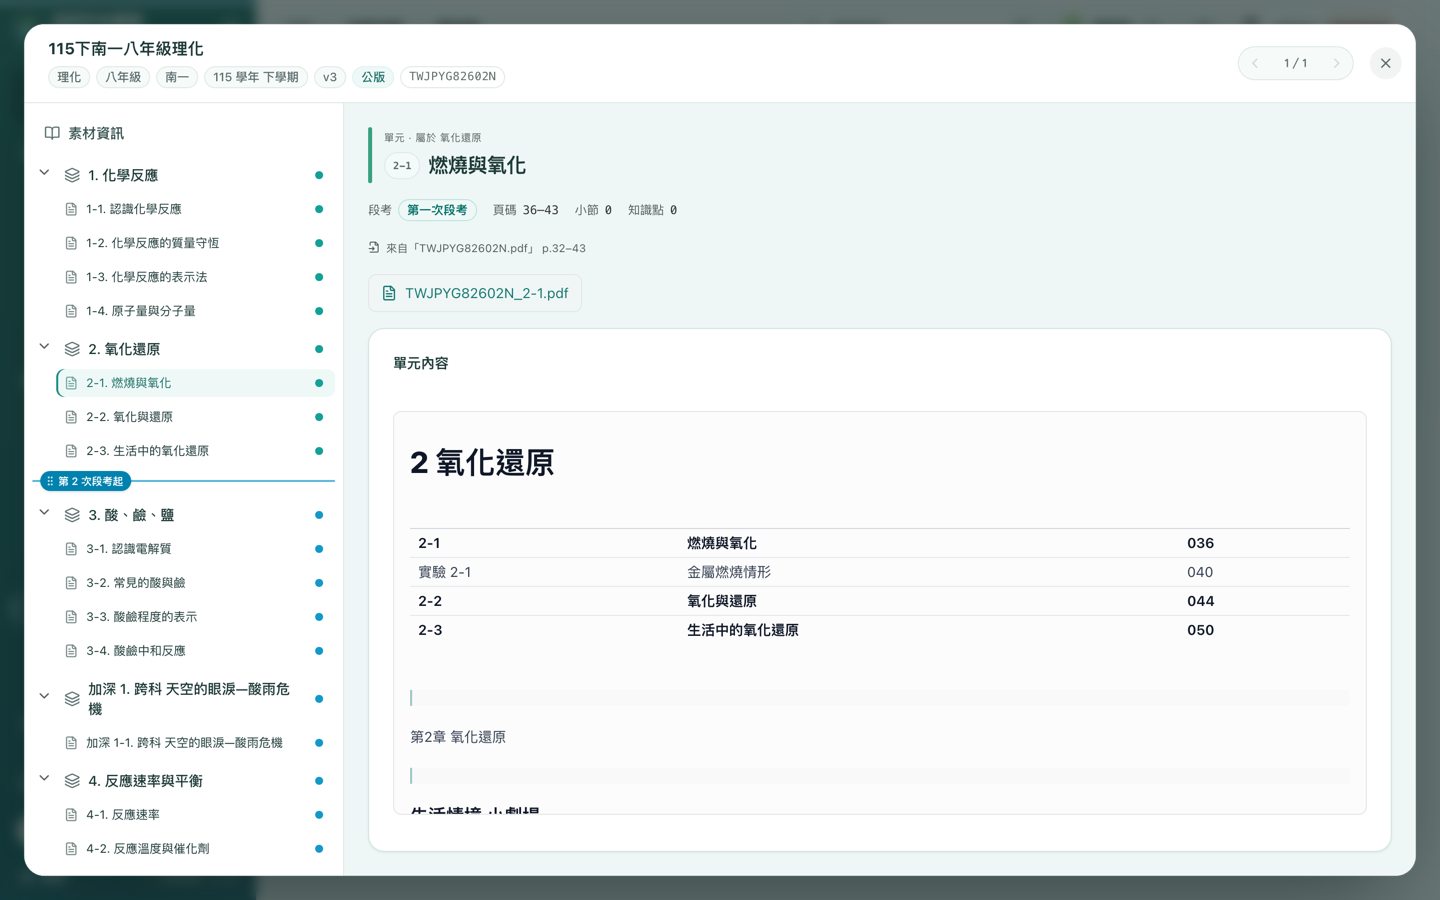 115下南一八年級理化
理化 八年級 南一 115 學年 下學期 v3 公版 TWJPYG82602N
1 / 1
素材資訊
1. 化學反應
1-1. 認識化學反應
1-2. 化學反應的質量守恆
1-3. 化學反應的表示法
1-4. 原子量與分子量
2. 氧化還原
2-1. 燃燒與氧化
2-2. 氧化與還原
2-3. 生活中的氧化還原
第 2 次段考起
3. 酸、鹼、鹽
3-1. 認識電解質
3-2. 常見的酸與鹼
3-3. 酸鹼程度的表示
3-4. 酸鹼中和反應
加深 1. 跨科 天空的眼淚—酸雨危
機
加深 1-1. 跨科 天空的眼淚—酸雨危機
4. 反應速率與平衡
4-1. 反應速率
4-2. 反應溫度與催化劑
單元 · 屬於 氧化還原
2-1 燃燒與氧化
段考 第一次段考 頁碼 36–43 小節 0 知識點 0
來自「TWJPYG82602N.pdf」 p.32–43
TWJPYG82602N_2-1.pdf
單元內容
2 氧化還原
2-1 燃燒與氧化 036
實驗 2-1 金屬燃燒情形 040
2-2 氧化與還原 044
2-3 生活中的氧化還原 050
第2章 氧化還原
生活情境 小劇場